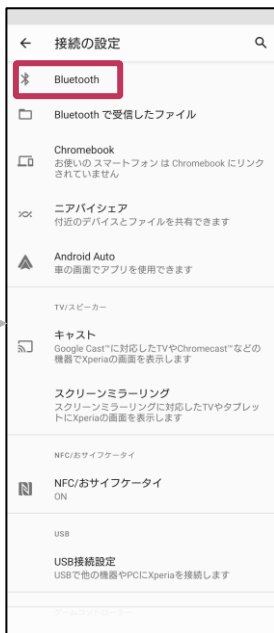 接続の設定
Bluetooth
Bluetooth で受信したファイル
Chromebook
お使いの スマートフォン は Chromebook にリンク
されていません
ニアバイシェア
付近のデバイスとファイルを共有できます
Android Auto
車の画面でアプリを使用できます
TV/スピーカー
キャスト
Google Cast™に対応したTVやChromecast™などの
機器でXperiaの画面を表示します
スクリーンミラーリング
スクリーンミラーリングに対応したTVやタブレッ
トにXperiaの画面を表示します
NFC/おサイフケータイ
NFC/おサイフケータイ
ON
USB
USB接続設定
USBで他の機器やPCにXperiaを接続します